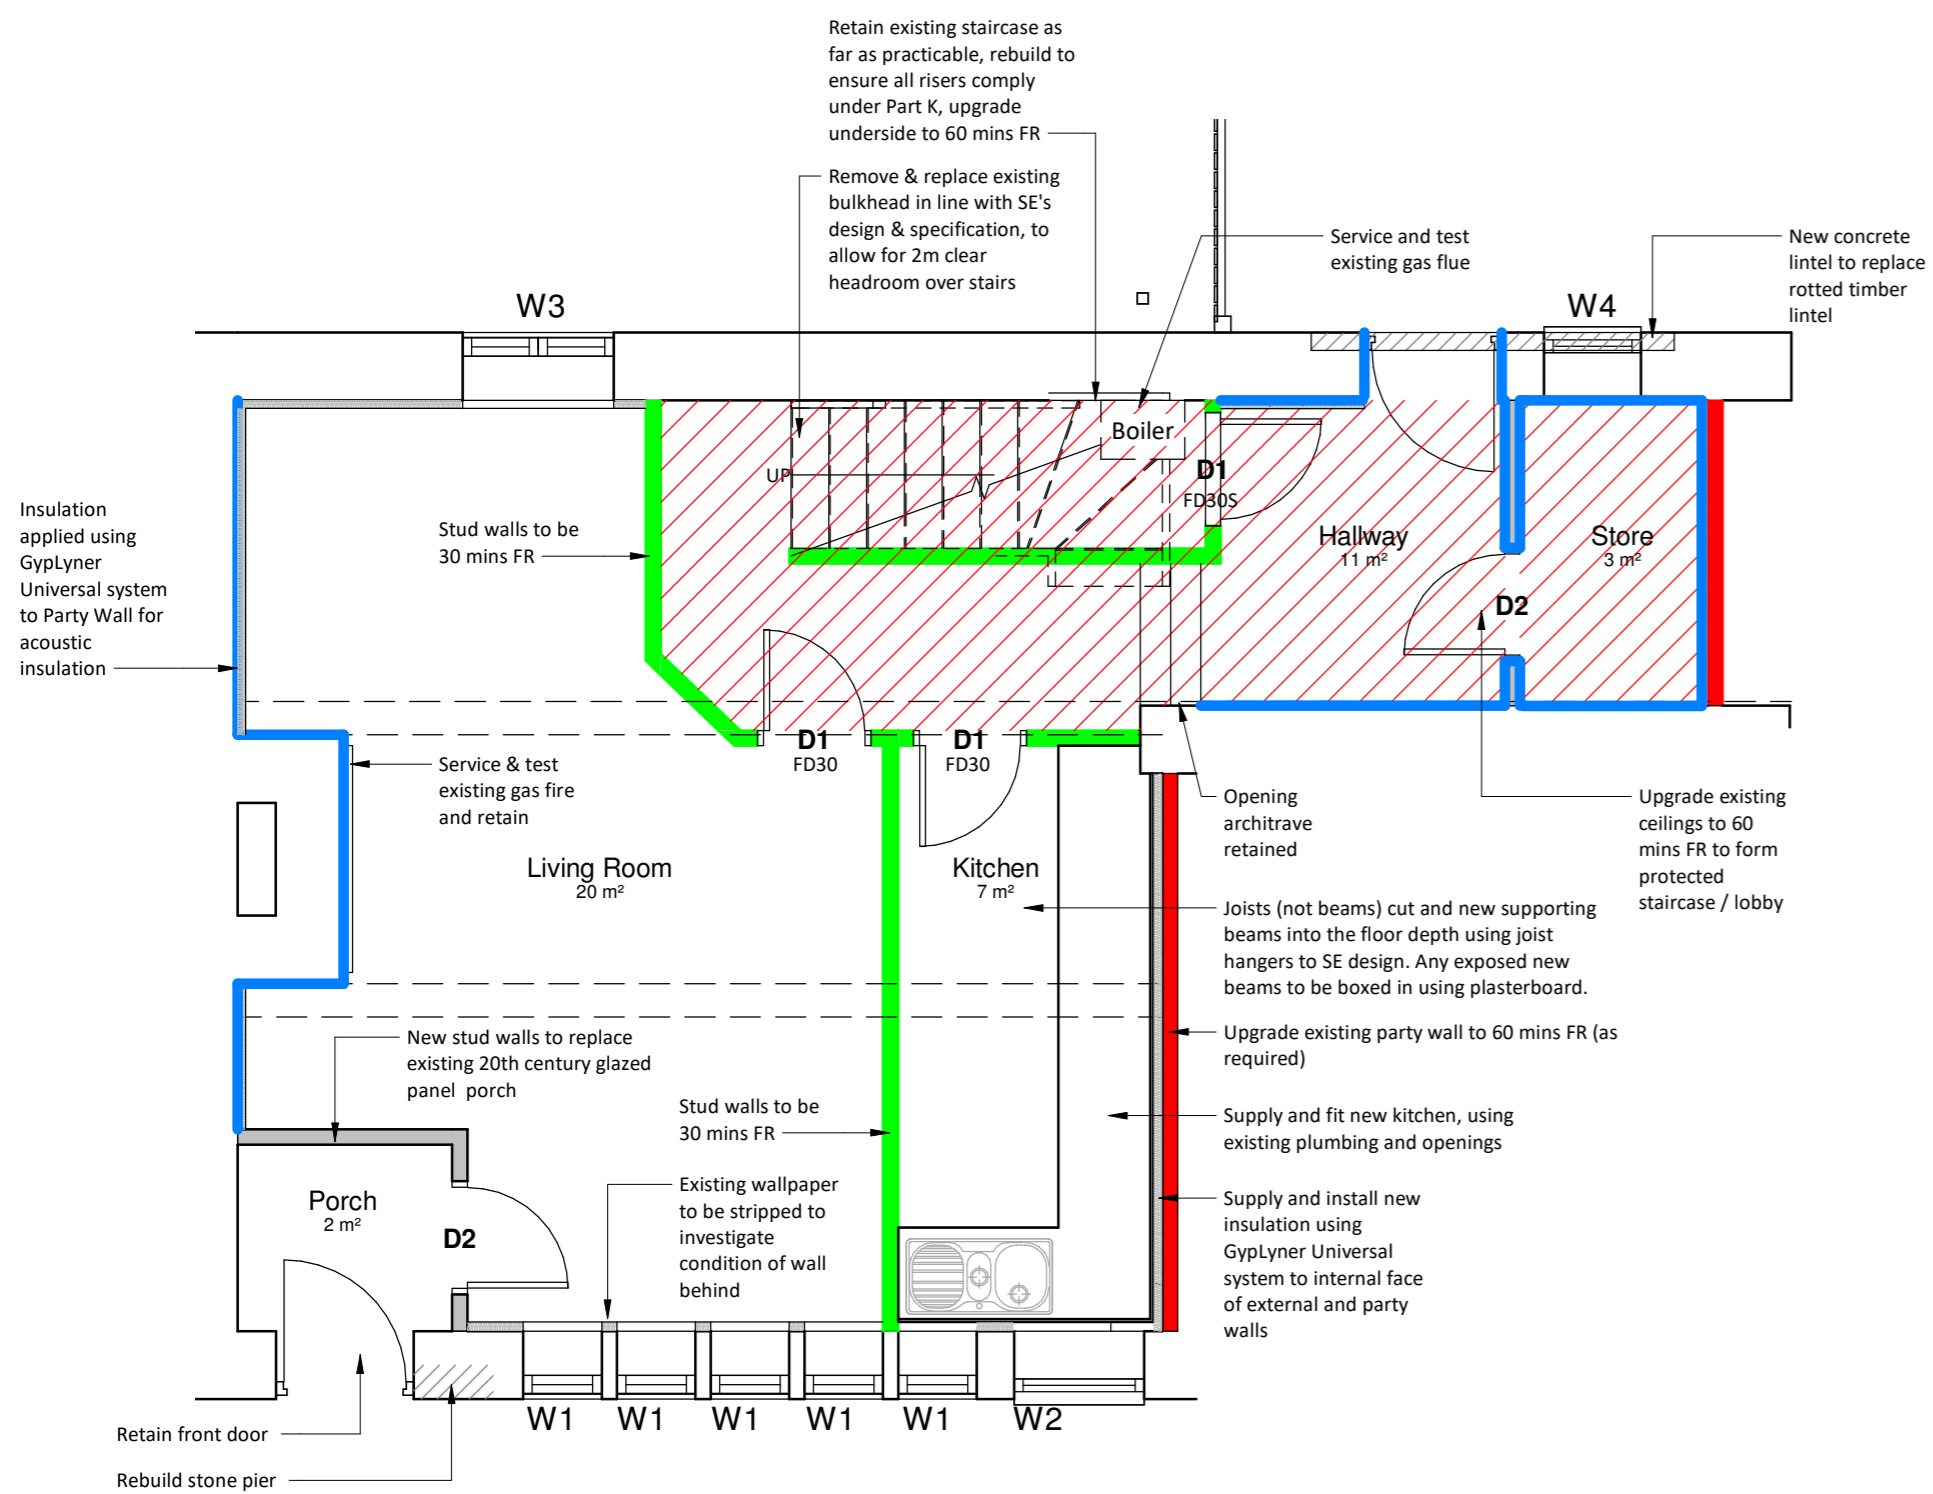 Retain existing staircase as
far as practicable, rebuild to
ensure all risers comply
under Part K, upgrade
underside to 60 mins FR
Remove & replace existing
bulkhead in line with SE's
design & specification, to
allow for 2m clear
headroom over stairs
Service and test
existing gas flue
New concrete
lintel to replace
rotted timber
lintel
W3
W4
Boiler
UP
D1
FD30S
Insulation
applied using
GypLyner
Universal system
to Party Wall for
acoustic
insulation
Stud walls to be
30 mins FR
Hallway
11 m²
Store
3 m²
D2
D1
FD30
D1
FD30
Service & test
existing gas fire
and retain
Opening
architrave
retained
Upgrade existing
ceilings to 60
mins FR to form
protected
staircase / lobby
Living Room
20 m²
Kitchen
7 m²
Joists (not beams) cut and new supporting
beams into the floor depth using joist
hangers to SE design. Any exposed new
beams to be boxed in using plasterboard.
New stud walls to replace
existing 20th century glazed
panel porch
Upgrade existing party wall to 60 mins FR (as
required)
Stud walls to be
30 mins FR
Supply and fit new kitchen, using
existing plumbing and openings
Existing wallpaper
to be stripped to
investigate
condition of wall
behind
Porch
2 m²
D2
Supply and install new
insulation using
GypLyner Universal
system to internal face
of external and party
walls
W1
W1
W1
W1
W1
W2
Retain front door
Rebuild stone pier